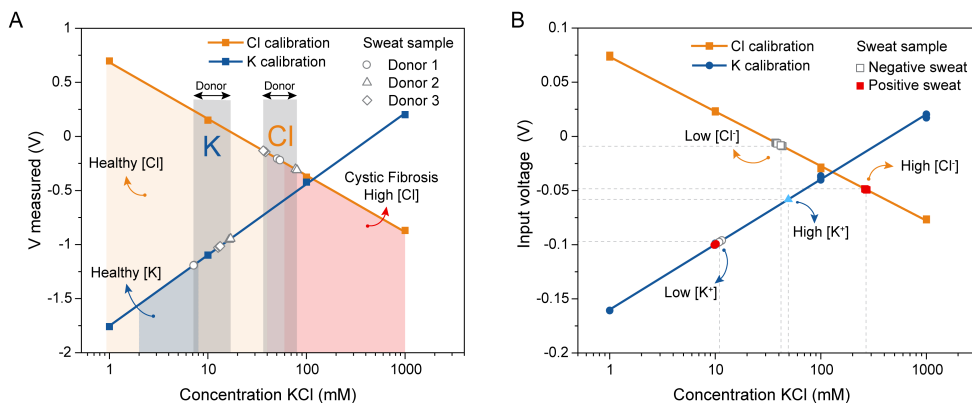 A
Cl calibration
K calibration
Sweat sample
Donor 1
Donor 2
Donor 3
Donor
Donor
K
Cl
Healthy [Cl]
Healthy [K]
Cystic Fibrosis
High [Cl]
V measured (V)
1
0.5
0
-0.5
-1
-1.5
-2
1
10
100
1000
Concentration KCl (mM)
B
Cl calibration
K calibration
Sweat sample
Negative sweat
Positive sweat
Low [Cl⁻]
High [Cl⁻]
High [K⁺]
Low [K⁺]
Input voltage (V)
0.1
0.05
0
-0.05
-0.1
-0.15
-0.2
1
10
100
1000
Concentration KCl (mM)